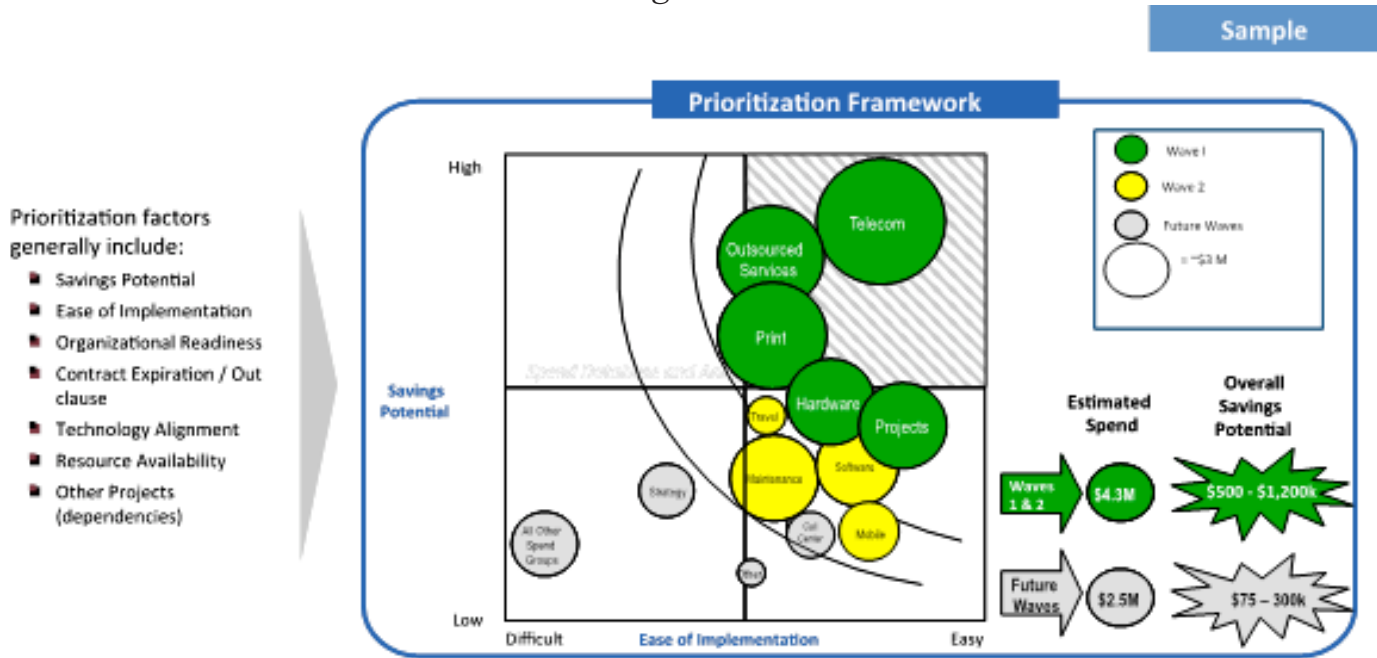 Sample
Prioritization Framework
Prioritization factors
generally include:
Savings Potential
Ease of Implementation
Organizational Readiness
Contract Expiration / Out
clause
Technology Alignment
Resource Availability
Other Projects
(dependencies)
High
Savings
Potential
Low
Difficult
Ease of Implementation
Easy
Telecom
Outsourced
Services
Print
Hardware
Projects
Travel
Maintenance
Software
Strategy
Call
Center
Mobile
All Other
Spend
Groups
Other
Wave 1
Wave 2
Future Waves
= ~$3 M
Estimated
Spend
Overall
Savings
Potential
Waves
1 & 2
$4.3M
$500 - $1,200k
Future
Waves
$2.5M
$75 – 300k